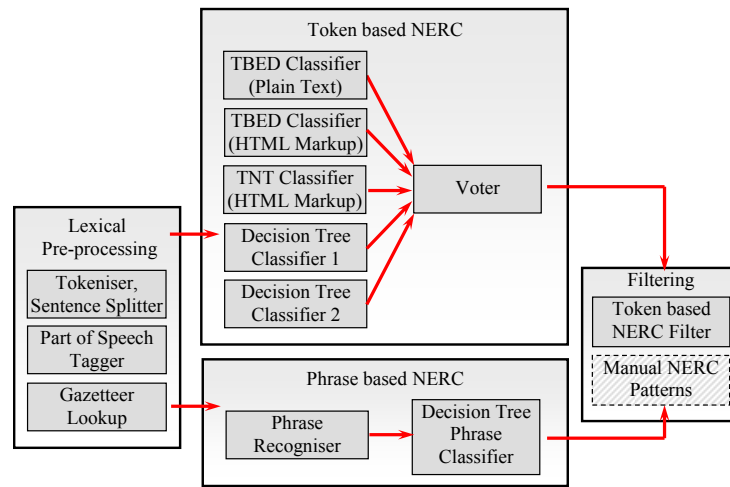 Token based NERC
TBED Classifier
(Plain Text)
TBED Classifier
(HTML Markup)
TNT Classifier
(HTML Markup)
Decision Tree
Classifier 1
Decision Tree
Classifier 2
Voter
Lexical
Pre-processing
Tokeniser,
Sentence Splitter
Part of Speech
Tagger
Gazetteer
Lookup
Phrase based NERC
Phrase
Recogniser
Decision Tree
Phrase
Classifier
Filtering
Token based
NERC Filter
Manual NERC
Patterns